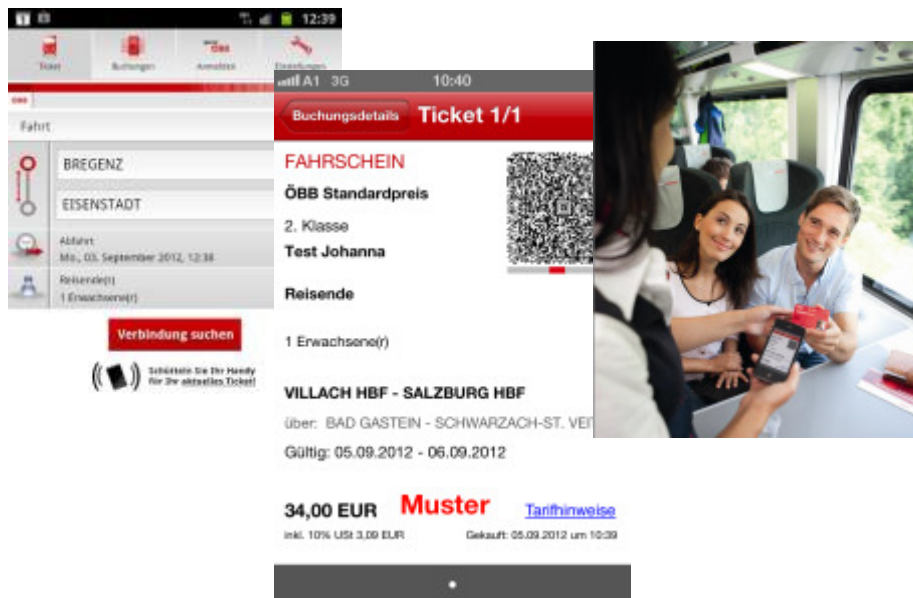 12:39
Ticket
Buchungen
Anmelden
Einstellungen
ÖBB
Fahrt
BREGENZ
EISENSTADT
Abfahrt
Mo., 03. September 2012, 12:38
Reisende(r)
1 Erwachsene(r)
Verbindung suchen
Schütteln Sie Ihr Handy
für Ihr aktuelles Ticket!
A1 3G 10:40
Buchungsdetails Ticket 1/1
FAHRSCHEIN
ÖBB Standardpreis
2. Klasse
Test Johanna
Reisende
1 Erwachsene(r)
VILLACH HBF - SALZBURG HBF
über: BAD GASTEIN - SCHWARZACH-ST. VEI
Gültig: 05.09.2012 - 06.09.2012
34,00 EUR Muster Tarifhinweise
inkl. 10% USt 3,09 EUR Gekauft: 05.09.2012 um 10:39